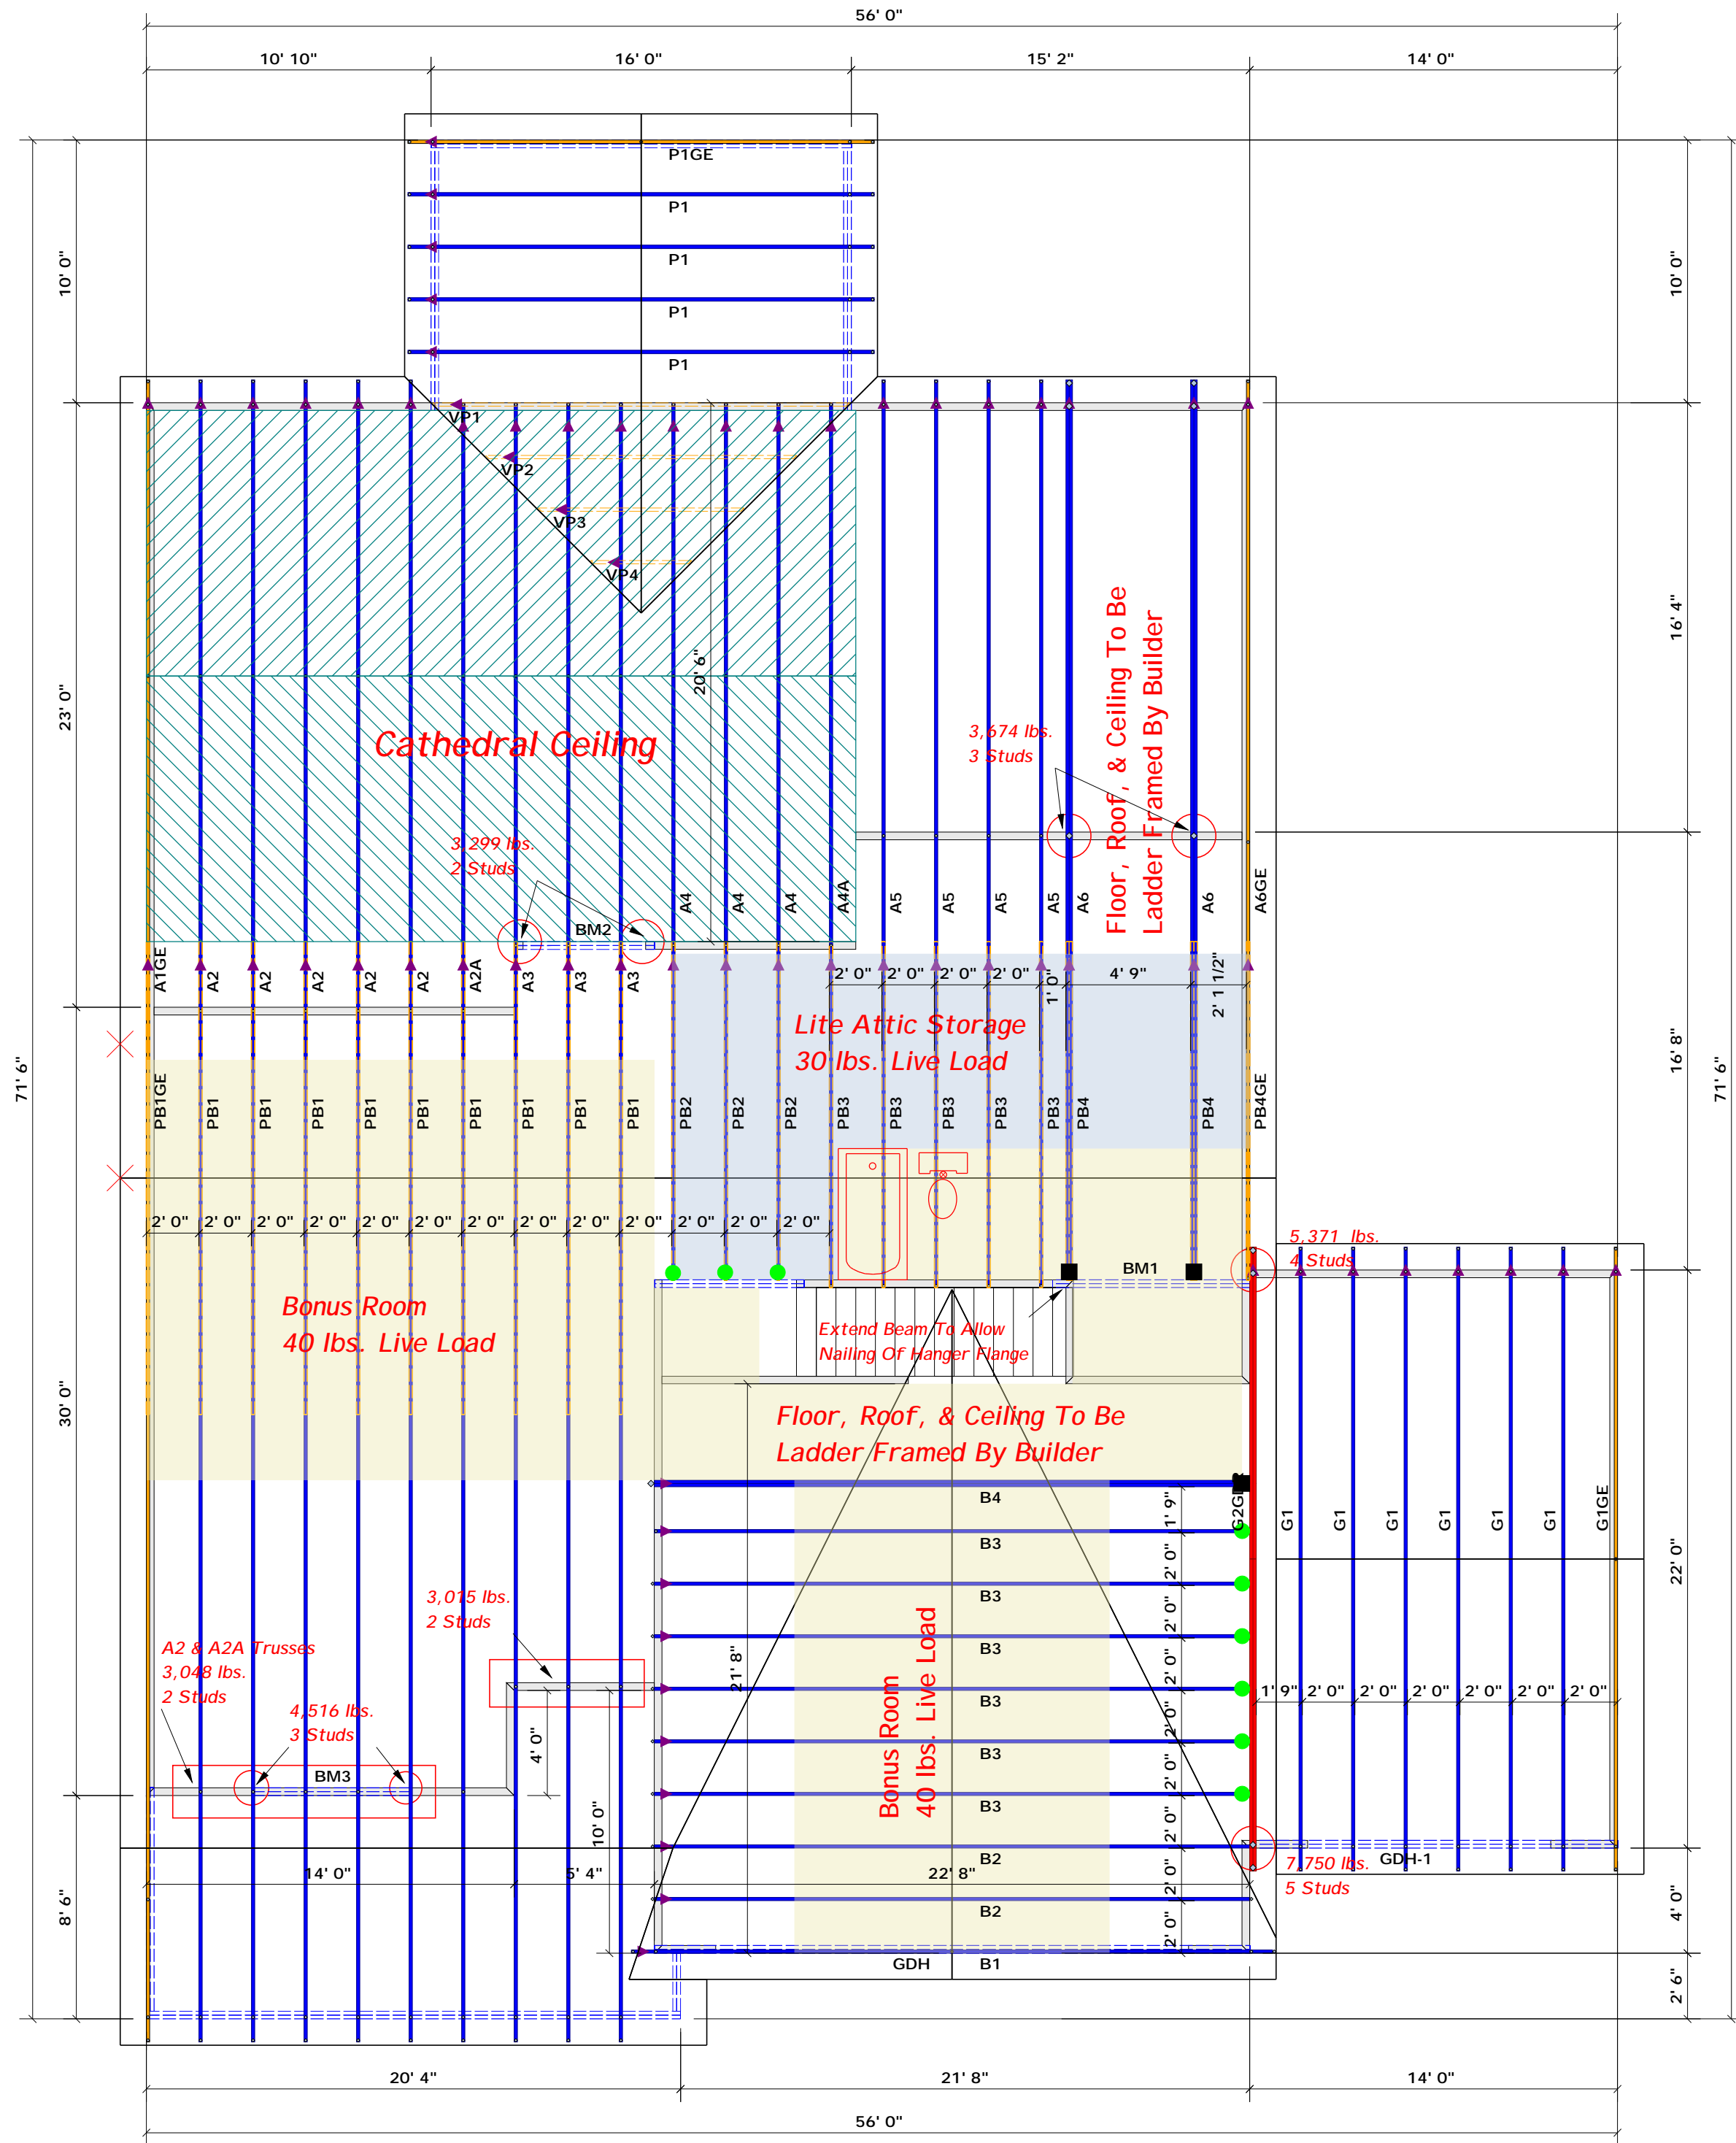 56' 0"
10' 10"
16' 0"
15' 2"
14' 0"
P1GE
P1
P1
P1
P1
10' 0"
10' 0"
VP1
VP2
VP3
VP4
20' 6"
23' 0"
16' 4"
Floor, Roof, & Ceiling To Be
Ladder Framed By Builder
Cathedral Ceiling
3,674 lbs.
3 Studs
3,299 lbs.
2 Studs
BM2
A4
A4
A4
A4A
A5
A5
A5
A5
A6
A6
A6GE
A1GE
A2
A2
A2
A2
A2
A2A
A3
A3
A3
2' 0"
2' 0"
2' 0"
2' 0"
1' 0"
4' 9"
2' 1 1/2"
Lite Attic Storage
30 lbs. Live Load
71' 6"
16' 8"
71' 6"
PB1GE
PB1
PB1
PB1
PB1
PB1
PB1
PB1
PB1
PB1
PB2
PB2
PB2
PB3
PB3
PB3
PB3
PB3
PB4
PB4
PB4GE
2' 0"
2' 0"
2' 0"
2' 0"
2' 0"
2' 0"
2' 0"
2' 0"
2' 0"
2' 0"
2' 0"
2' 0"
2' 0"
5,371 lbs.
4 Studs
BM1
Bonus Room
40 lbs. Live Load
Extend Beam To Allow
Nailing Of Hanger Flange
30' 0"
Floor, Roof, & Ceiling To Be
Ladder Framed By Builder
B4
B3
B3
B3
B3
B3
B3
B2
B2
1' 9"
2' 0"
2' 0"
2' 0"
2' 0"
2' 0"
2' 0"
2' 0"
2' 0"
G1
G1
G1
G1
G1
G1
G1GE
22' 0"
3,015 lbs.
2 Studs
A2 & A2A Trusses
3,048 lbs.
2 Studs
4,516 lbs.
3 Studs
BM3
4' 0"
10' 0"
21' 8"
Bonus Room
40 lbs. Live Load
1' 9"
2' 0"
2' 0"
2' 0"
2' 0"
2' 0"
2' 0"
GDH-1
7,750 lbs.
5 Studs
14' 0"
5' 4"
22' 8"
8' 6"
4' 0"
GDH
B1
2' 6"
20' 4"
21' 8"
14' 0"
56' 0"